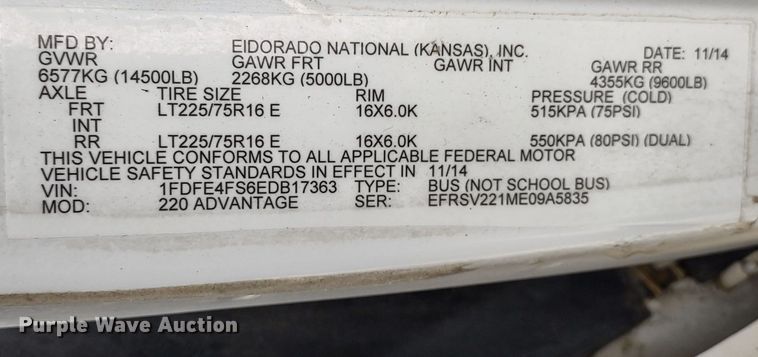 MFD BY: EIDORADO NATIONAL (KANSAS), INC. DATE: 11/14
GVWR GAWR FRT GAWR INT GAWR RR
6577KG (14500LB) 2268KG (5000LB) 4355KG (9600LB)
AXLE TIRE SIZE RIM PRESSURE (COLD)
FRT LT225/75R16 E 16X6.0K 515KPA (75PSI)
INT
RR LT225/75R16 E 16X6.0K 550KPA (80PSI) (DUAL)
THIS VEHICLE CONFORMS TO ALL APPLICABLE FEDERAL MOTOR
VEHICLE SAFETY STANDARDS IN EFFECT IN 11/14
VIN: 1FDFE4FS6EDB17363 TYPE: BUS (NOT SCHOOL BUS)
MOD: 220 ADVANTAGE SER: EFRSV221ME09A5835
Purple Wave Auction